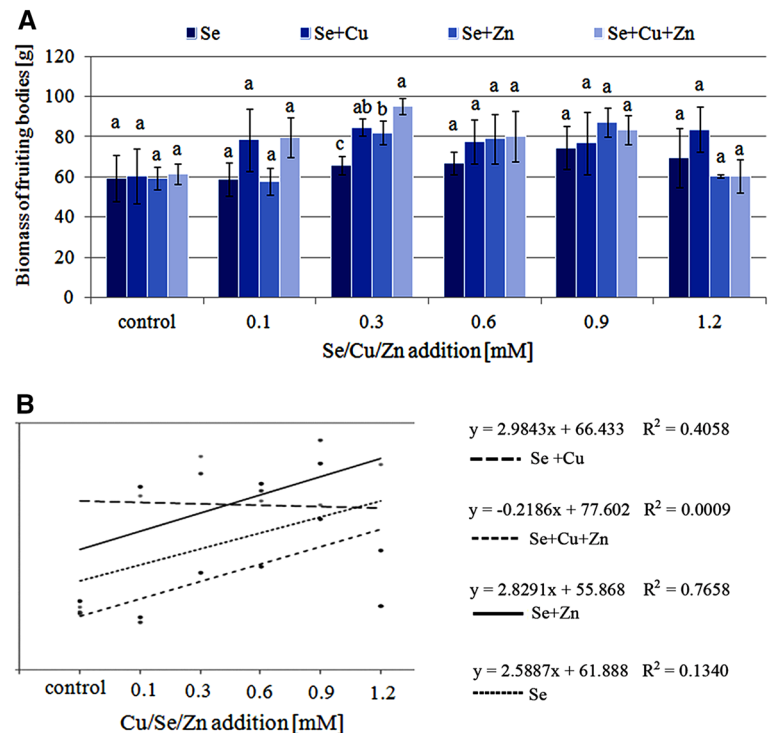 A
Se Se+Cu Se+Zn Se+Cu+Zn
Biomass of fruiting bodies [g]
120
100
80
60
40
20
0
a a a a
a a a a
c ab b a
a a a a
a a a a
a a a a
control 0.1 0.3 0.6 0.9 1.2
Se/Cu/Zn addition [mM]
B
y = 2.9843x + 66.433 R² = 0.4058
Se +Cu
y = -0.2186x + 77.602 R² = 0.0009
Se+Cu+Zn
y = 2.8291x + 55.868 R² = 0.7658
Se+Zn
y = 2.5887x + 61.888 R² = 0.1340
Se
control 0.1 0.3 0.6 0.9 1.2
Cu/Se/Zn addition [mM]